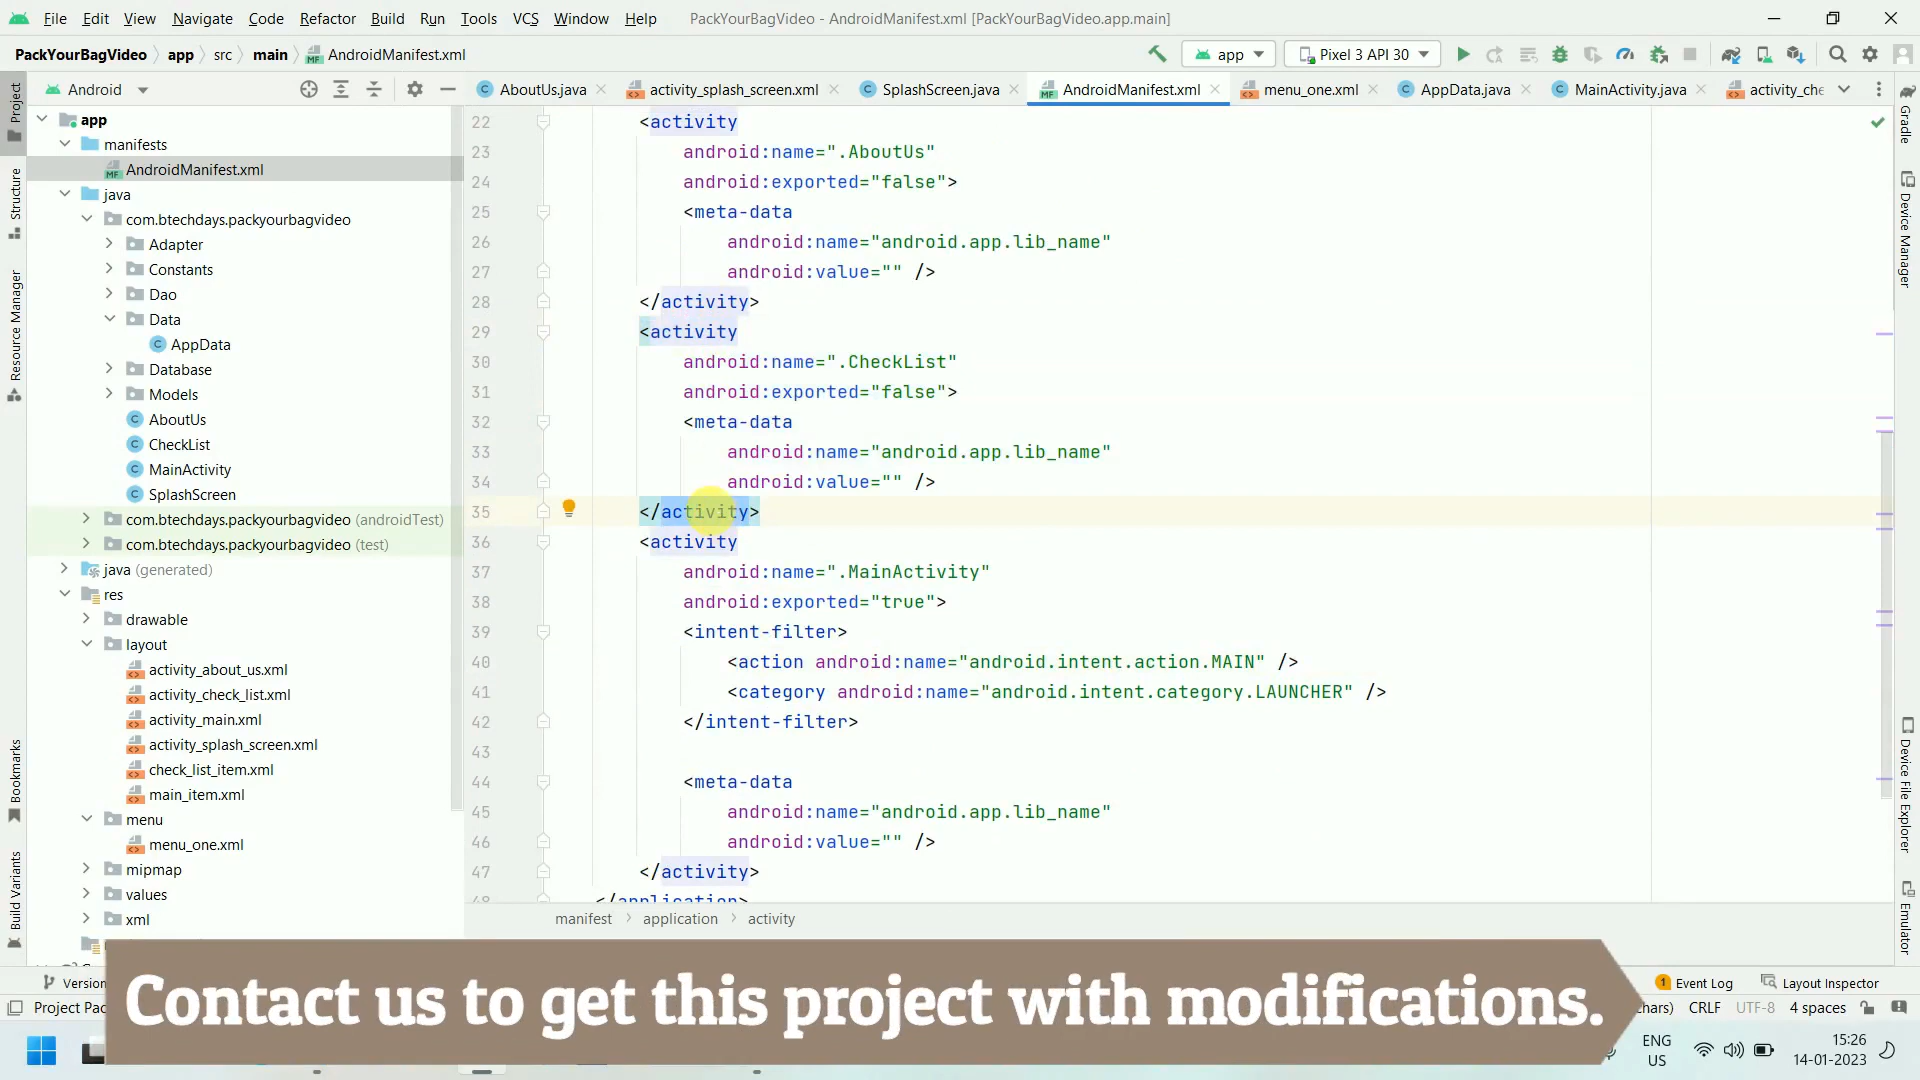 File Edit View Navigate Code Refactor Build Run Tools VCS Window Help PackYourBagVideo - AndroidManifest.xml [PackYourBagVideo.app.main]
PackYourBagVideo app src main AndroidManifest.xml app Pixel 3 API 30
Android AboutUs.java activity_splash_screen.xml SplashScreen.java AndroidManifest.xml menu_one.xml AppData.java MainActivity.java activity_che
Project
Structure
Resource Manager
Bookmarks
Build Variants
app
manifests
AndroidManifest.xml
java
com.btechdays.packyourbagvideo
Adapter
Constants
Dao
Data
AppData
Database
Models
AboutUs
CheckList
MainActivity
SplashScreen
com.btechdays.packyourbagvideo (androidTest)
com.btechdays.packyourbagvideo (test)
java (generated)
res
drawable
layout
activity_about_us.xml
activity_check_list.xml
activity_main.xml
activity_splash_screen.xml
check_list_item.xml
main_item.xml
menu
menu_one.xml
mipmap
values
xml
22 <activity
23 android:name=".AboutUs"
24 android:exported="false">
25 <meta-data
26 android:name="android.app.lib_name"
27 android:value="" />
28 </activity>
29 <activity
30 android:name=".CheckList"
31 android:exported="false">
32 <meta-data
33 android:name="android.app.lib_name"
34 android:value="" />
35 </activity>
36 <activity
37 android:name=".MainActivity"
38 android:exported="true">
39 <intent-filter>
40 <action android:name="android.intent.action.MAIN" />
41 <category android:name="android.intent.category.LAUNCHER" />
42 </intent-filter>
43
44 <meta-data
45 android:name="android.app.lib_name"
46 android:value="" />
47 </activity>
48 </application>
manifest application activity
Gradle
Device Manager
Device File Explorer
Emulator
Version
1 Event Log Layout Inspector
Project Pac
chars) CRLF UTF-8 4 spaces
Contact us to get this project with modifications.
ENG
US
15:26
14-01-2023